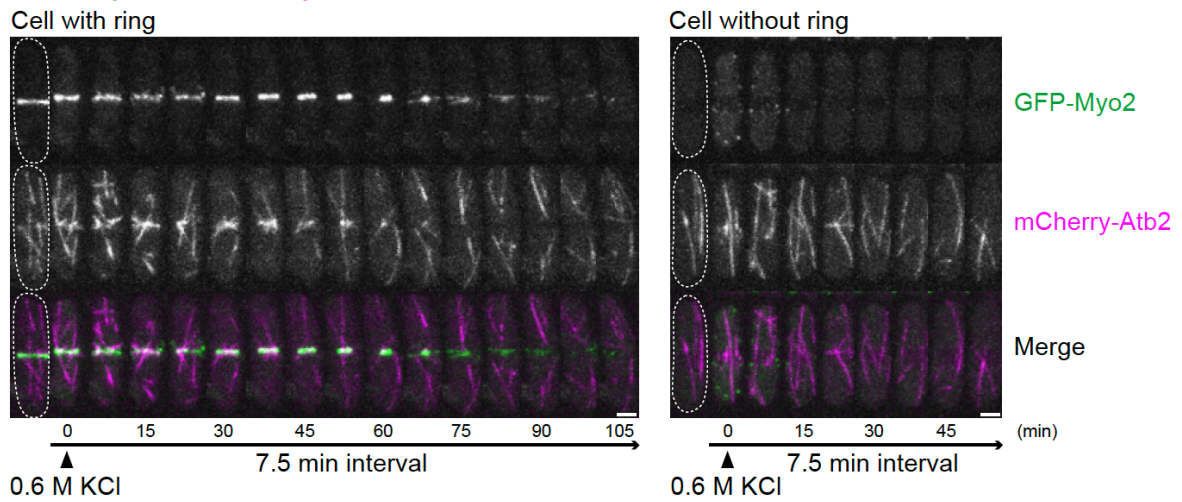 Cell with ring
Cell without ring
GFP-Myo2
mCherry-Atb2
Merge
0 15 30 45 60 75 90 105
0 15 30 45 (min)
7.5 min interval
7.5 min interval
0.6 M KCl
0.6 M KCl